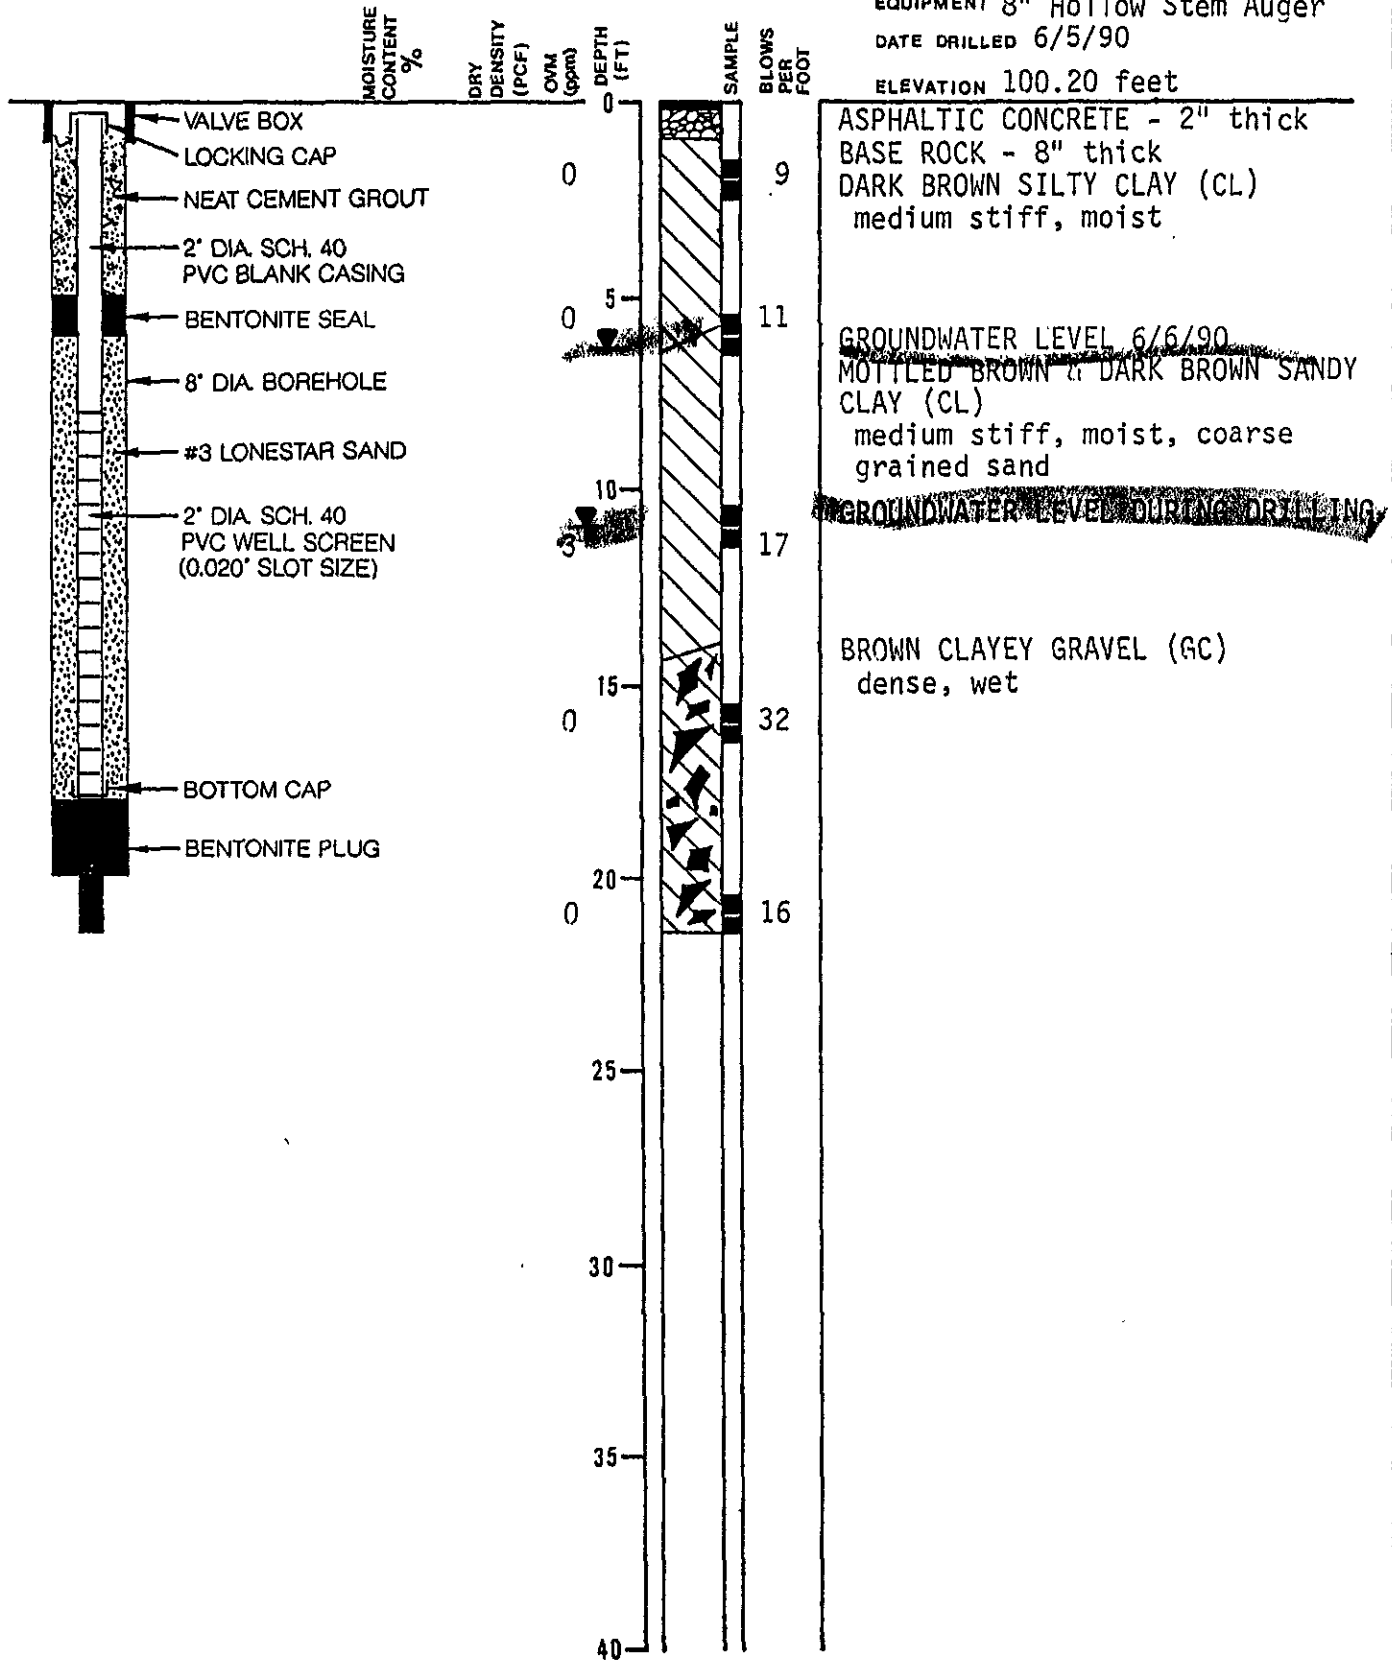 EQUIPMENT 8" Hollow Stem Auger
DATE DRILLED 6/5/90
ELEVATION 100.20 feet
MOISTURE
CONTENT
%
DRY
DENSITY
(PCF)
OVM
(ppm)
DEPTH
(FT)
SAMPLE
BLOWS
PER
FOOT
VALVE BOX
LOCKING CAP
NEAT CEMENT GROUT
2" DIA. SCH. 40
PVC BLANK CASING
BENTONITE SEAL
8" DIA. BOREHOLE
#3 LONESTAR SAND
2" DIA. SCH. 40
PVC WELL SCREEN
(0.020" SLOT SIZE)
BOTTOM CAP
BENTONITE PLUG
0
0
0
3
0
0
5
10
15
20
25
30
35
40
9
11
17
32
16
ASPHALTIC CONCRETE - 2" thick
BASE ROCK - 8" thick
DARK BROWN SILTY CLAY (CL)
medium stiff, moist
GROUNDWATER LEVEL 6/6/90
MOTTLED BROWN & DARK BROWN SANDY
CLAY (CL)
medium stiff, moist, coarse
grained sand
GROUNDWATER LEVEL DURING DRILLING
BROWN CLAYEY GRAVEL (GC)
dense, wet